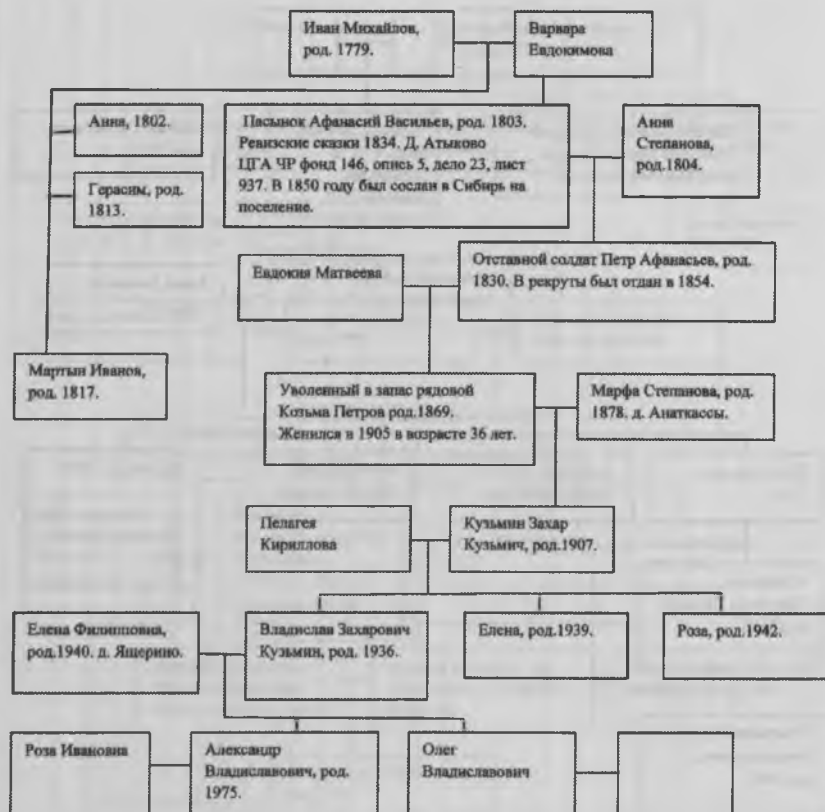 Иван Михайлов,
род. 1779.
Варвара
Евдокимова
Анна, 1802.
Пасынок Афанасий Васильев, род. 1803.
Ревизские сказки 1834. Д. Атыково
ЦГА ЧР фонд 146, опись 5, дело 23, лист
937. В 1850 году был сослан в Сибирь на
поселение.
Анна
Степанова,
род.1804.
Герасим, род.
1813.
Евдокия Матвеева
Отставной солдат Петр Афанасьев, род.
1830. В рекруты был отдан в 1854.
Мартын Иванов,
род. 1817.
Уволенный в запас рядовой
Козьма Петров род.1869.
Женился в 1905 в возрасте 36 лет.
Марфа Степанова, род.
1878. д. Анаткассы.
Пелагея
Кириллова
Кузьмин Захар
Кузьмич, род.1907.
Елена Филипповна,
род.1940. д. Ящерино.
Владислав Захарович
Кузьмин, род. 1936.
Елена, род.1939.
Роза, род.1942.
Роза Ивановна
Александр
Владиславович, род.
1975.
Олег
Владиславович